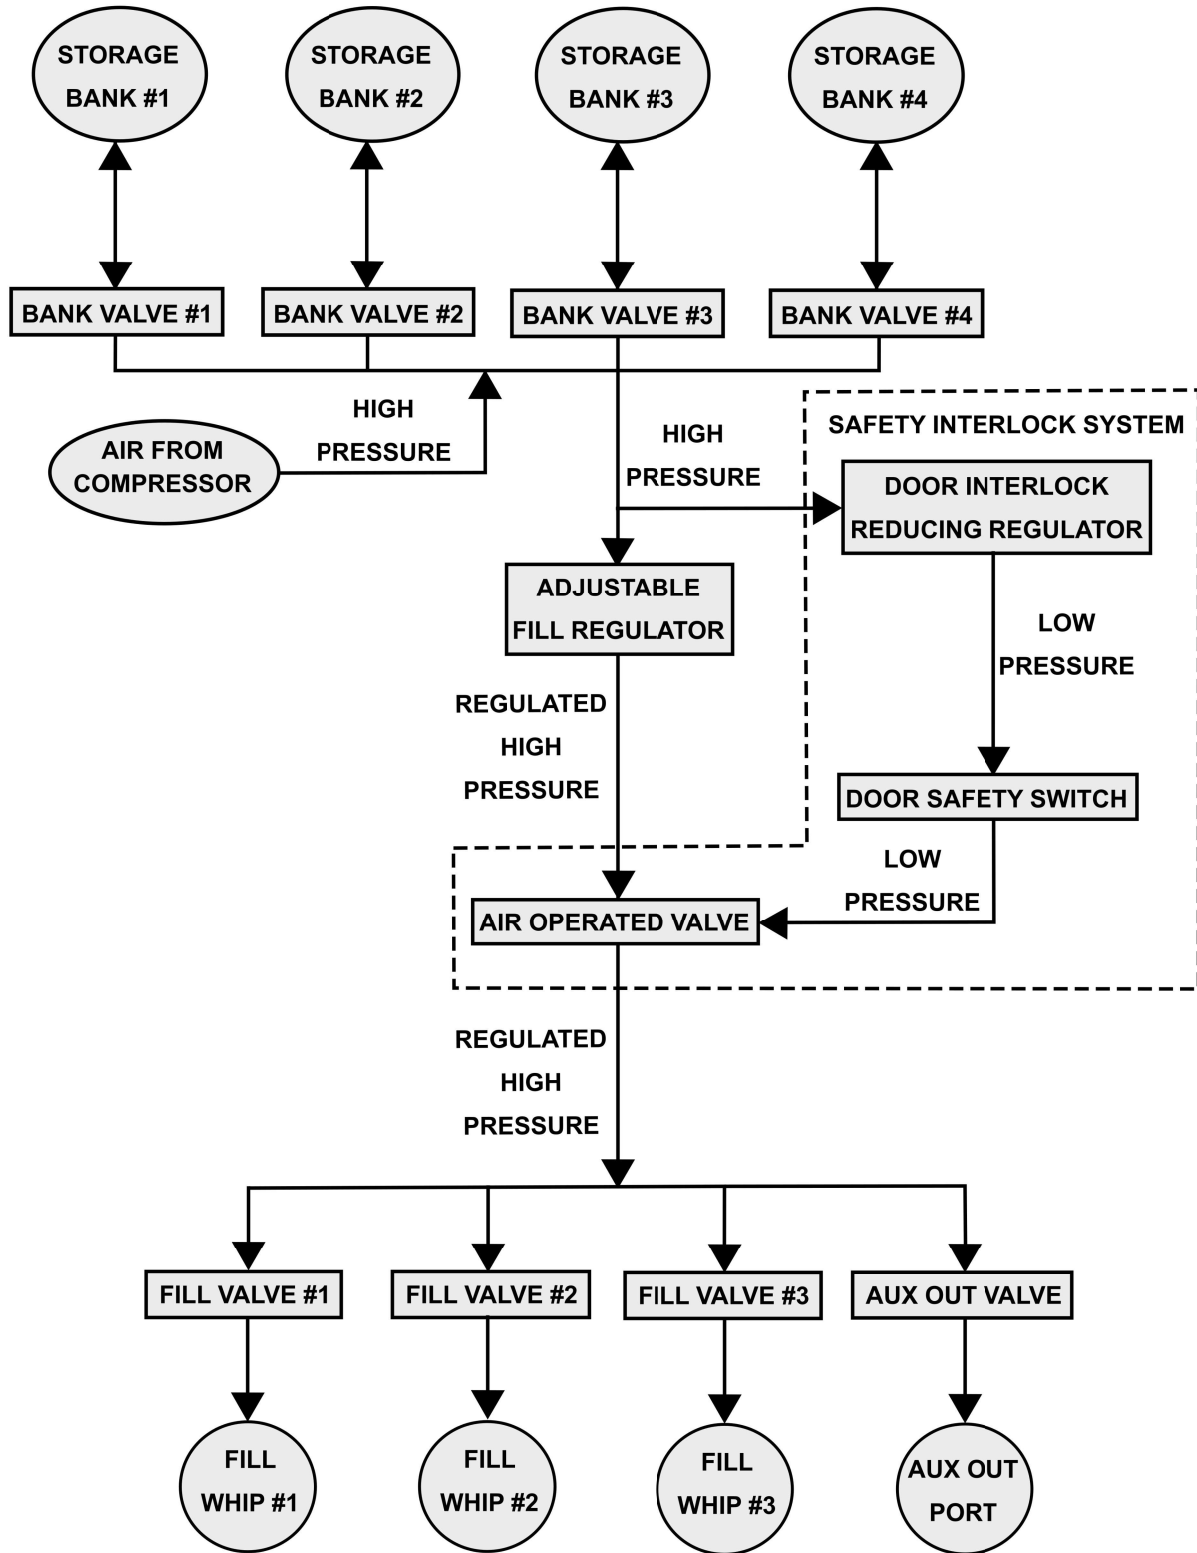 STORAGE
BANK #1
STORAGE
BANK #2
STORAGE
BANK #3
STORAGE
BANK #4
BANK VALVE #1
BANK VALVE #2
BANK VALVE #3
BANK VALVE #4
HIGH
PRESSURE
AIR FROM
COMPRESSOR
HIGH
PRESSURE
SAFETY INTERLOCK SYSTEM
DOOR INTERLOCK
REDUCING REGULATOR
ADJUSTABLE
FILL REGULATOR
LOW
PRESSURE
REGULATED
HIGH
PRESSURE
DOOR SAFETY SWITCH
LOW
PRESSURE
AIR OPERATED VALVE
REGULATED
HIGH
PRESSURE
FILL VALVE #1
FILL VALVE #2
FILL VALVE #3
AUX OUT VALVE
FILL
WHIP #1
FILL
WHIP #2
FILL
WHIP #3
AUX OUT
PORT